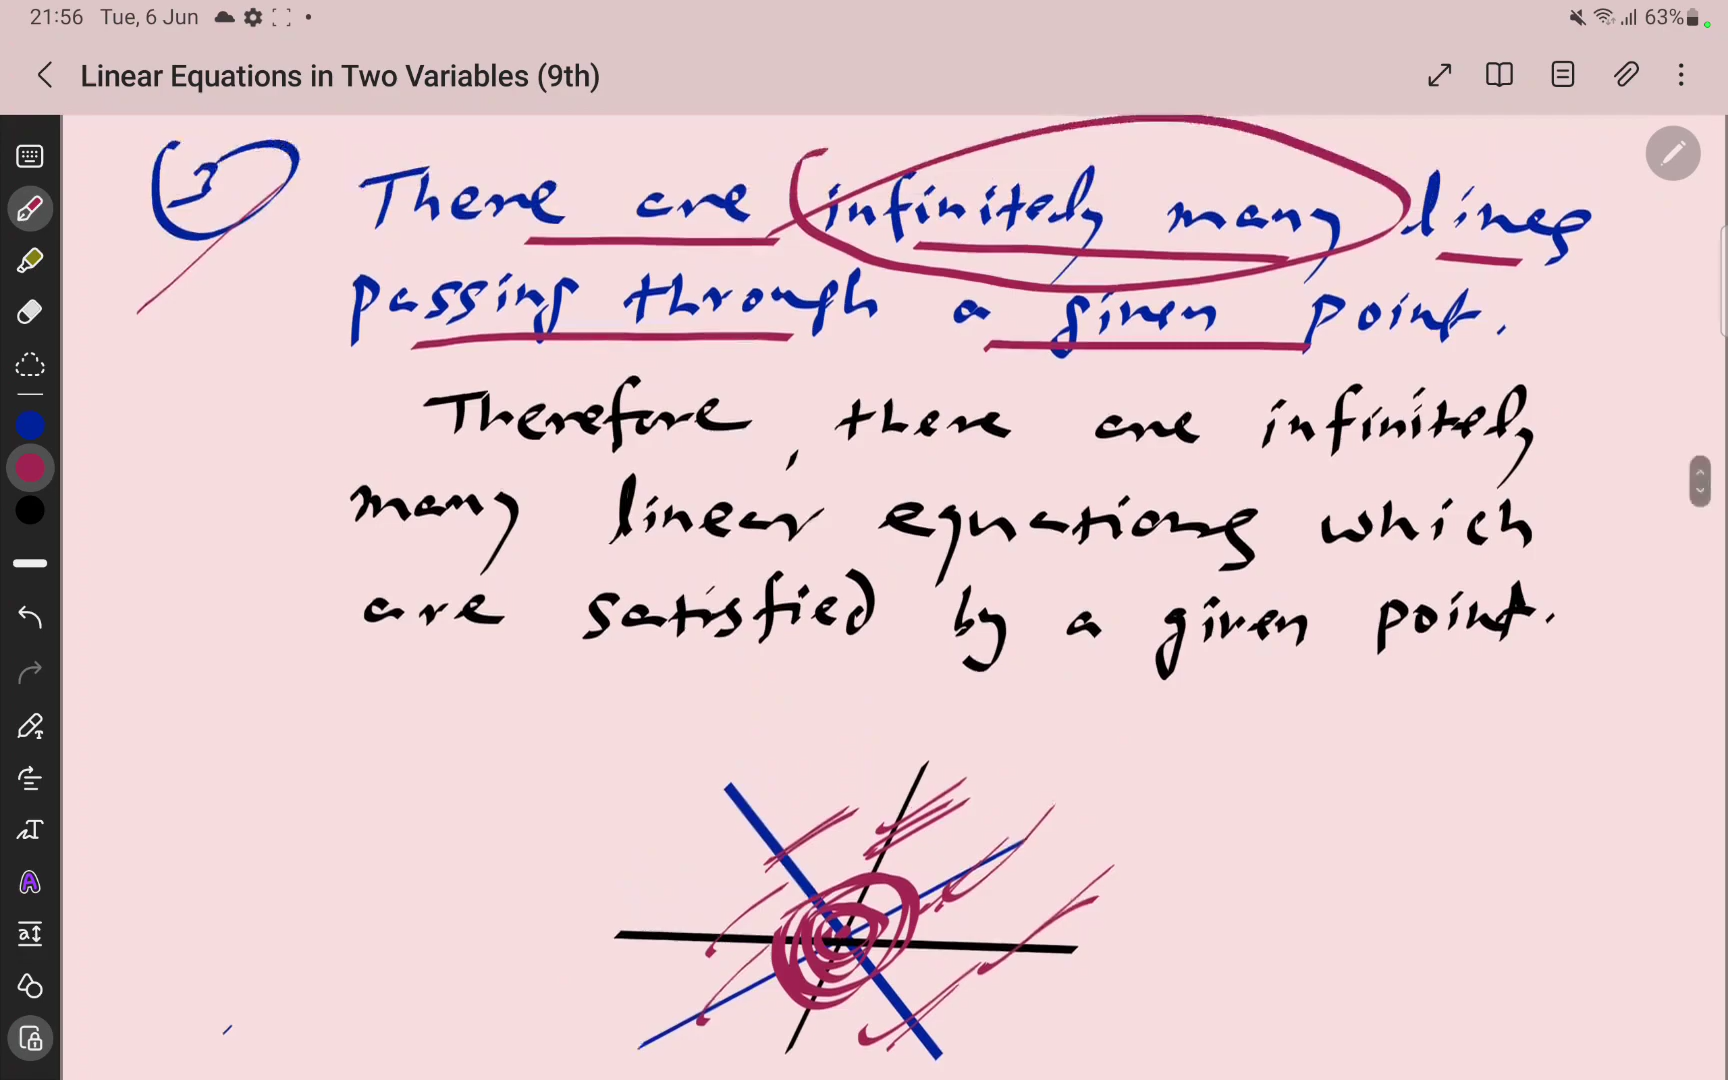 21:56 Tue, 6 Jun 63%
Linear Equations in Two Variables (9th)
3 There are infinitely many lines
passing through a given point.
Therefore, there are infinitely
many linear equations which
are satisfied by a given point.